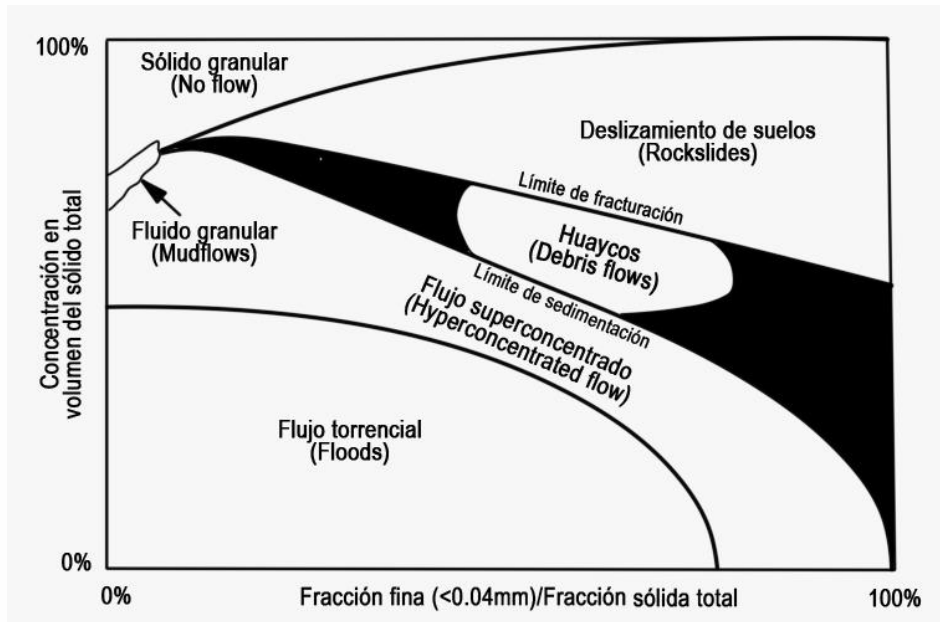 100%
Sólido granular
(No flow)
Deslizamiento de suelos
(Rockslides)
Límite de fracturación
Fluido granular
(Mudflows)
Huaycos
(Debris flows)
Límite de sedimentación
Flujo superconcentrado
(Hyperconcentrated flow)
Concentración en
volumen del sólido total
Flujo torrencial
(Floods)
0%
0%
Fracción fina (<0.04mm)/Fracción sólida total
100%